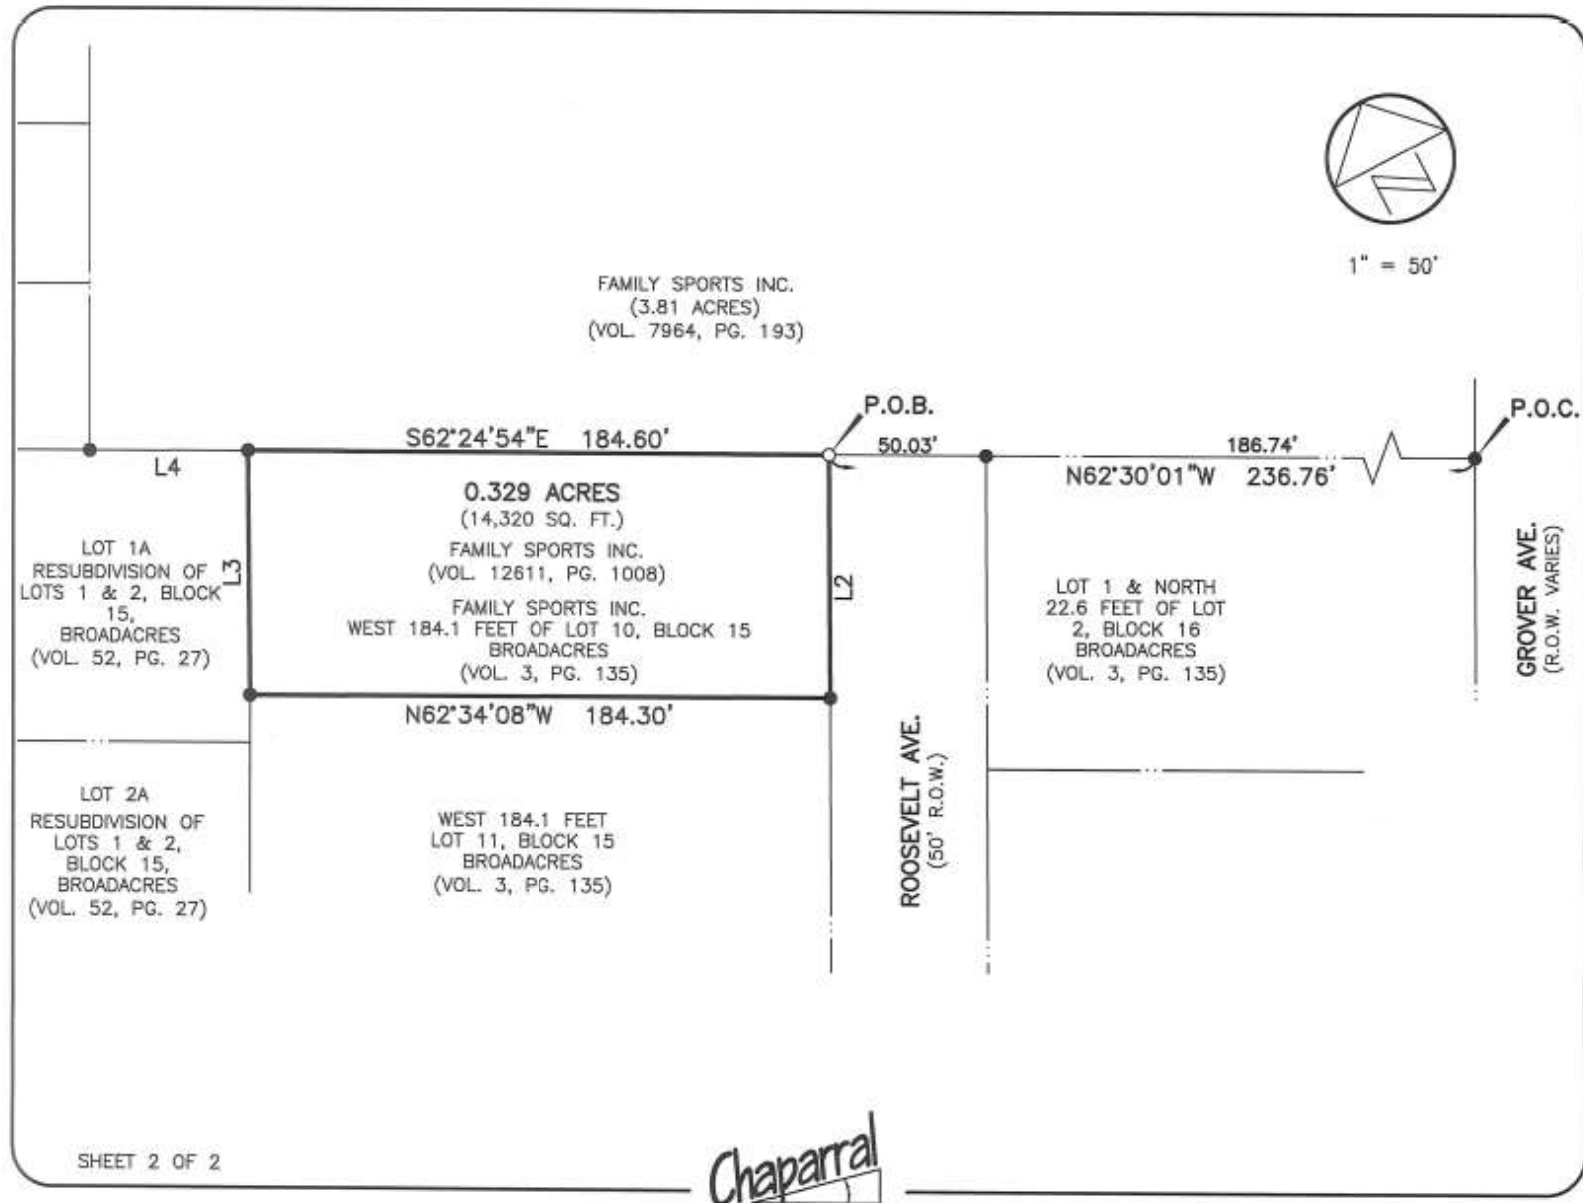 1" = 50'
FAMILY SPORTS INC.
(3.81 ACRES)
(VOL. 7964, PG. 193)
P.O.B.
P.O.C.
S62°24'54"E 184.60'
50.03'
186.74'
N62°30'01"W 236.76'
L4
0.329 ACRES
(14,320 SQ. FT.)
FAMILY SPORTS INC.
(VOL. 12611, PG. 1008)
FAMILY SPORTS INC.
WEST 184.1 FEET OF LOT 10, BLOCK 15
BROADACRES
(VOL. 3, PG. 135)
L3
L2
LOT 1A
RESUBDIVISION OF
LOTS 1 & 2, BLOCK
15,
BROADACRES
(VOL. 52, PG. 27)
LOT 1 & NORTH
22.6 FEET OF LOT
2, BLOCK 16
BROADACRES
(VOL. 3, PG. 135)
GROVER AVE.
(R.O.W. VARIES)
N62°34'08"W 184.30'
LOT 2A
RESUBDIVISION OF
LOTS 1 & 2,
BLOCK 15,
BROADACRES
(VOL. 52, PG. 27)
WEST 184.1 FEET
LOT 11, BLOCK 15
BROADACRES
(VOL. 3, PG. 135)
ROOSEVELT AVE.
(50' R.O.W.)
SHEET 2 OF 2
Chaparral
N